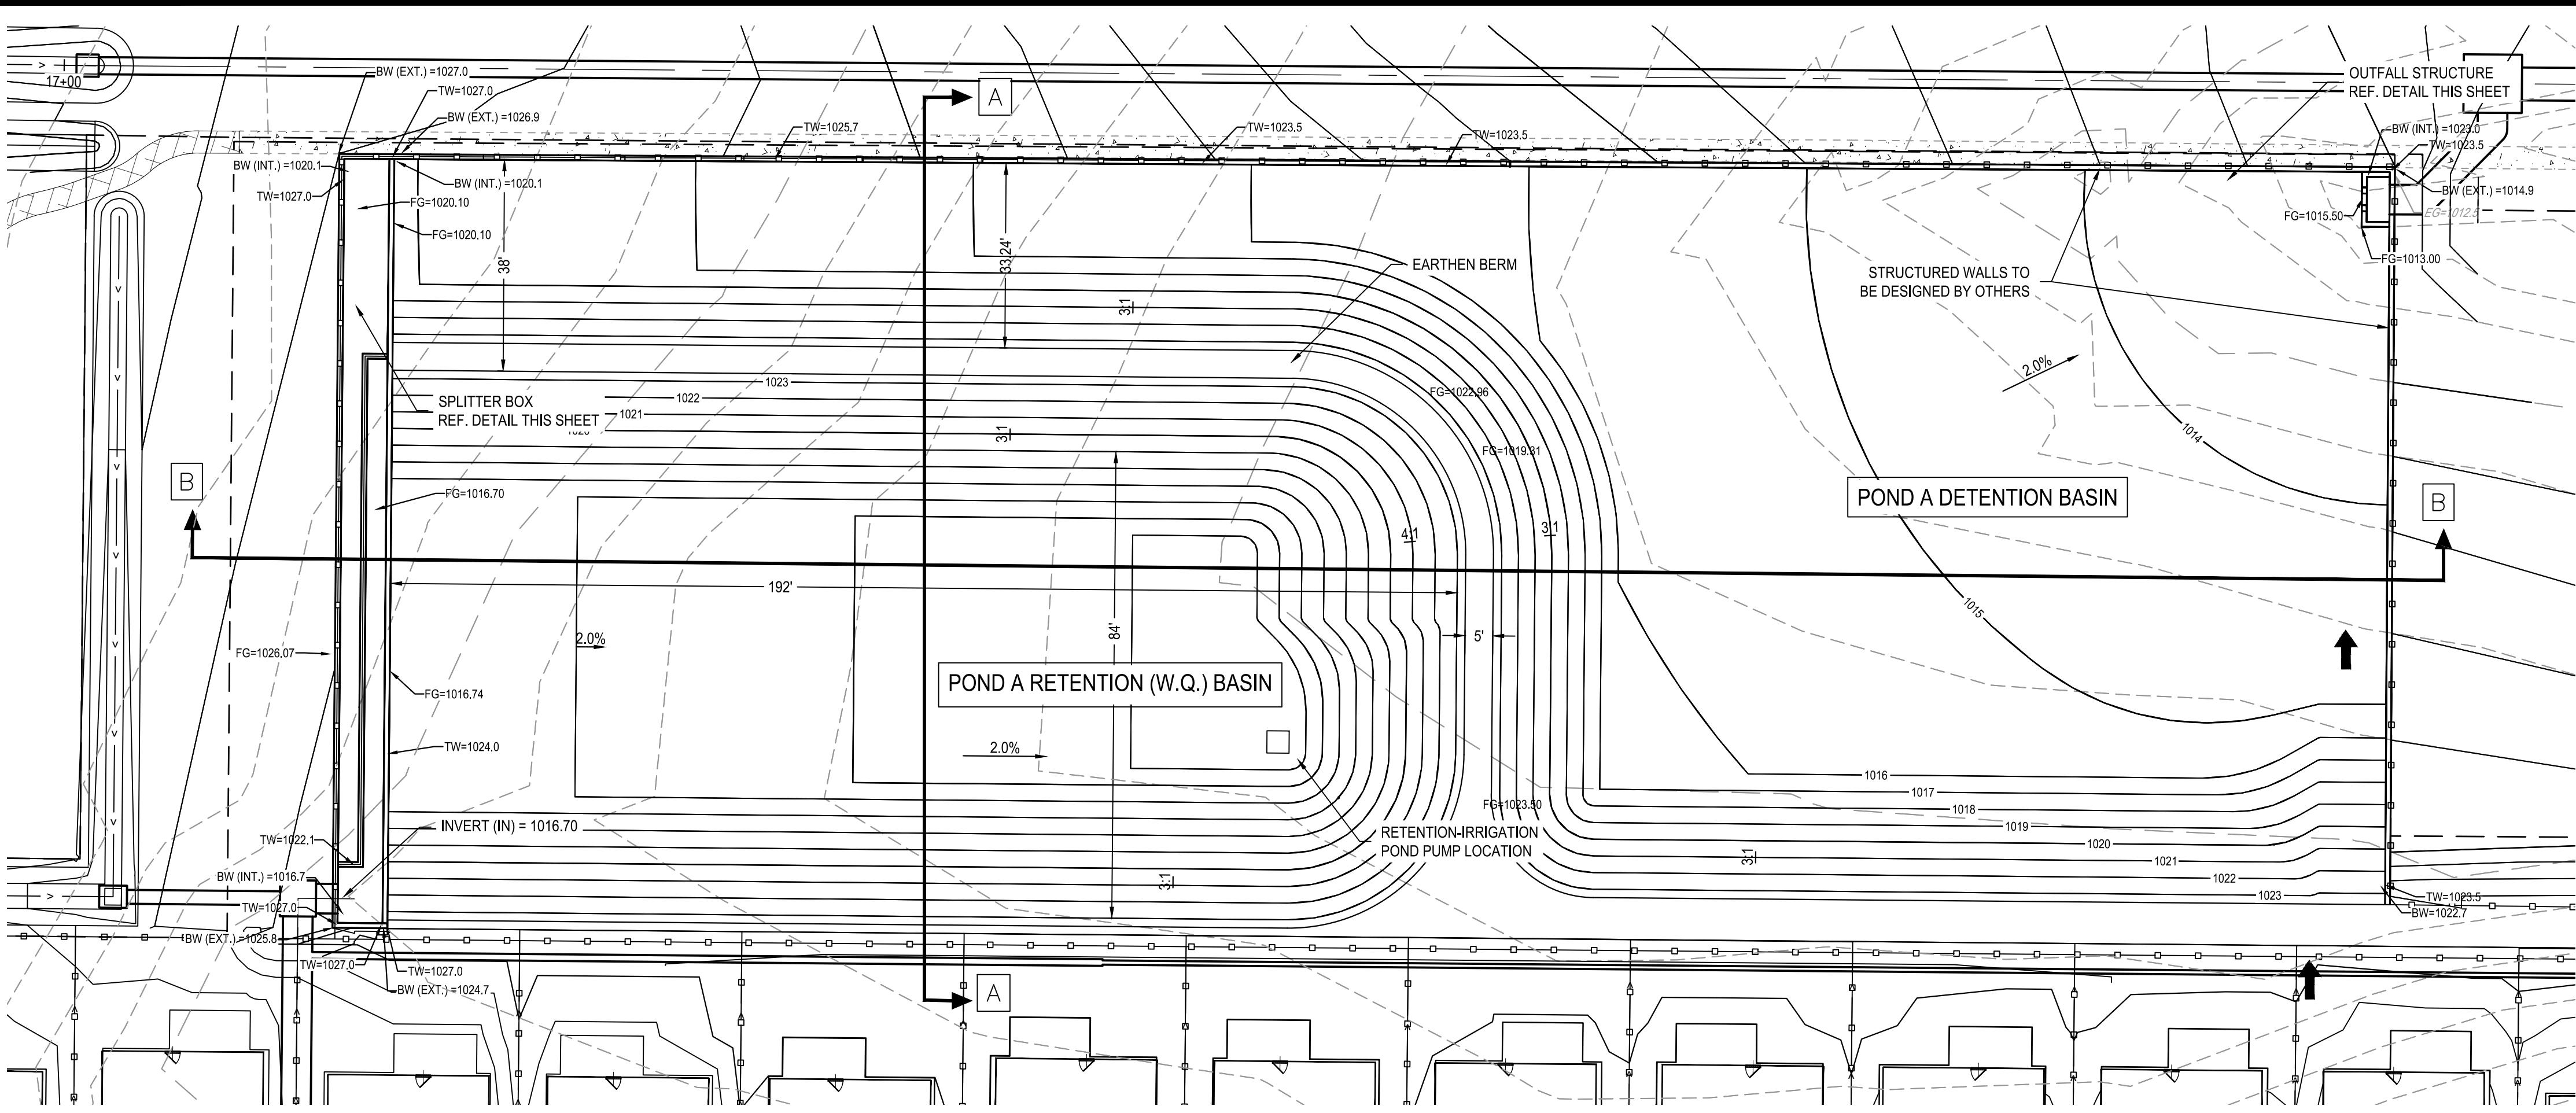 17+00
BW (EXT.) =1027.0
TW=1027.0
BW (EXT.) =1026.9
A
TW=1025.7
TW=1023.5
TW=1023.5
OUTFALL STRUCTURE
REF. DETAIL THIS SHEET
BW (INT.) =1023.0
TW=1023.5
BW (INT.) =1020.1
BW (INT.) =1020.1
TW=1027.0
FG=1020.10
FG=1020.10
BW (EXT.) =1014.9
FG=1015.50
EG=1012.5
FG=1013.00
38'
33.24'
EARTHEN BERM
STRUCTURED WALLS TO
BE DESIGNED BY OTHERS
3:1
2.0%
1023
1022
1021
FG=1022.96
SPLITTER BOX
REF. DETAIL THIS SHEET
3:1
FG=1019.31
1014
B
FG=1016.70
POND A DETENTION BASIN
B
4:1
3:1
192'
1015
2.0%
84'
5'
FG=1026.07
POND A RETENTION (W.Q.) BASIN
FG=1016.74
TW=1024.0
2.0%
1016
1017
1018
1019
FG=1023.50
INVERT (IN) = 1016.70
RETENTION-IRRIGATION
POND PUMP LOCATION
TW=1022.1
1020
3:1
1021
1022
1023
BW (INT.) =1016.7
3:1
TW=1027.0
TW=1023.5
BW=1022.7
BW (EXT.) =1025.8
TW=1027.0
TW=1027.0
BW (EXT.) =1024.7
A